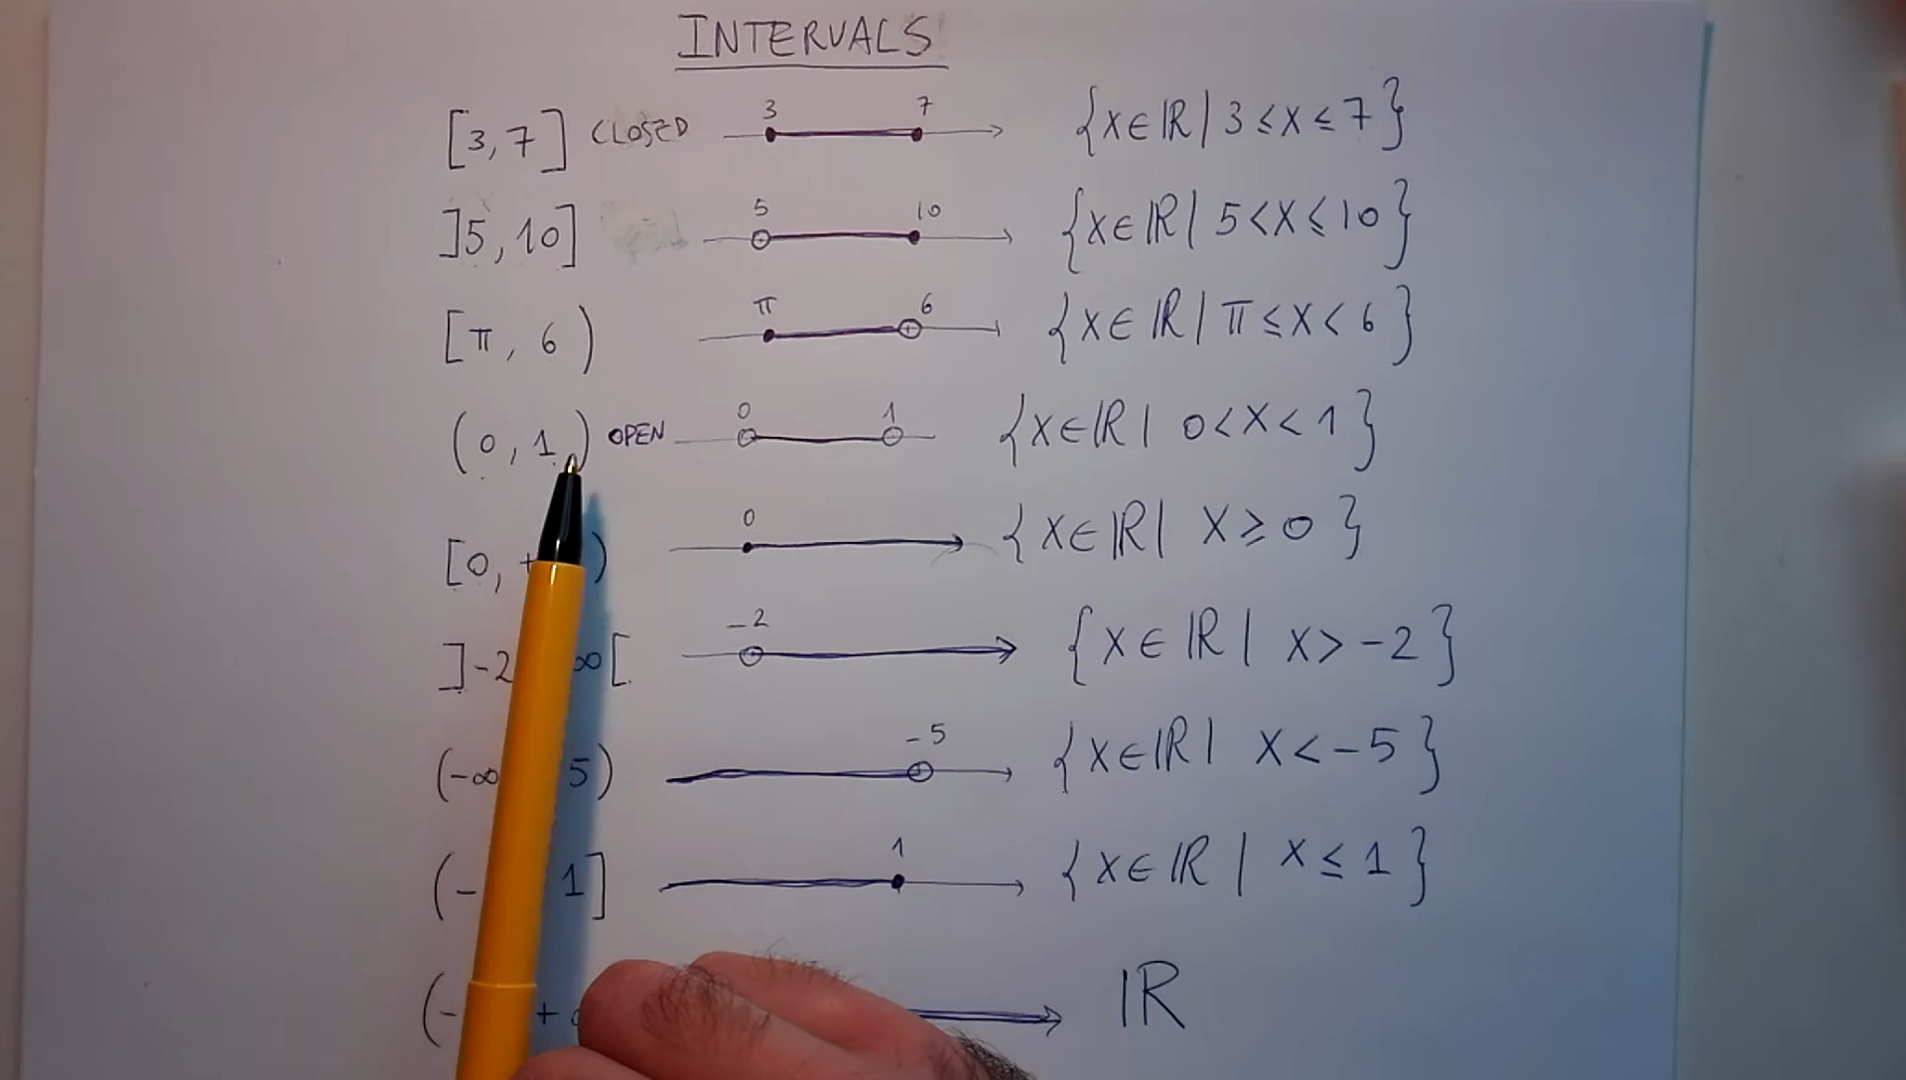 INTERVALS
[3,7] CLOSED 3 7 {x∈ℝ | 3≤x≤7}
]5,10] 5 10 {x∈ℝ | 5<x≤10}
[π, 6) π 6 {x∈ℝ | π≤x<6}
(0, 1) OPEN 0 1 {x∈ℝ | 0<x<1}
[0, ) 0 {x∈ℝ | x≥0}
]-2 ∞[ -2 {x∈ℝ | x>-2}
(-∞ 5) -5 {x∈ℝ | x<-5}
(- 1] 1 {x∈ℝ | x≤1}
(- + ℝ